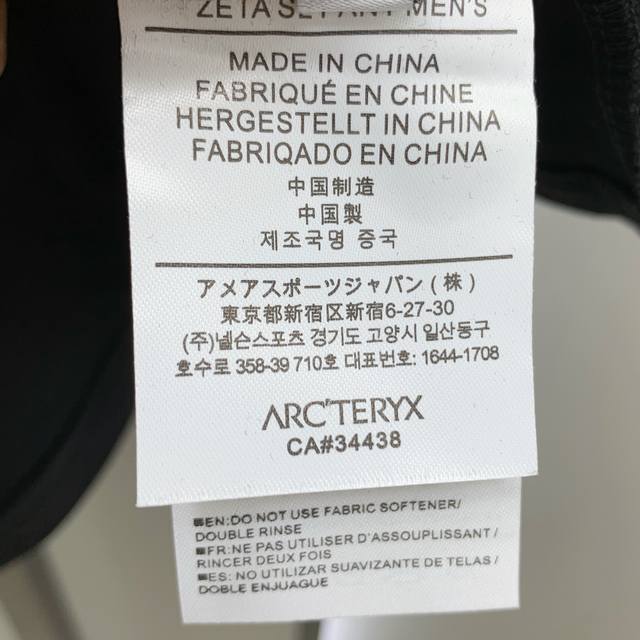 MEN'S
MADE IN CHINA
FABRIQUÉ EN CHINE
HERGESTELLT IN CHINA
FABRIQADO EN CHINA
中国制造
中国製
제조국명 중국
アメアスポーツジャパン(株)
東京都新宿区新宿6-27-30
(주)넬슨스포츠 경기도 고양시 일산동구
호수로 358-39 710호 대표번호: 1644-1708
ARC'TERYX
CA#34438
EN:DO NOT USE FABRIC SOFTENER/
DOUBLE RINSE
FR:NE PAS UTILISER D'ASSOUPLISSANT/
RINCER DEUX FOIS
ES: NO UTILIZAR SUAVIZANTE DE TELAS/
DOBLE ENJUAGUE